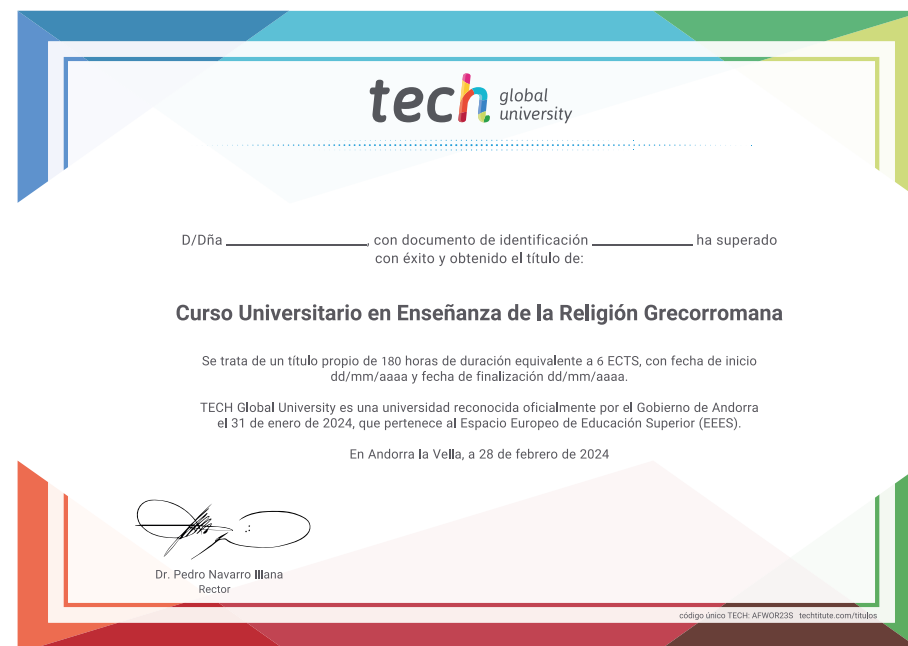 tech global
university
D/Dña ______________, con documento de identificación __________ ha superado
con éxito y obtenido el título de:
Curso Universitario en Enseñanza de la Religión Grecorromana
Se trata de un título propio de 180 horas de duración equivalente a 6 ECTS, con fecha de inicio
dd/mm/aaaa y fecha de finalización dd/mm/aaaa.
TECH Global University es una universidad reconocida oficialmente por el Gobierno de Andorra
el 31 de enero de 2024, que pertenece al Espacio Europeo de Educación Superior (EEES).
En Andorra la Vella, a 28 de febrero de 2024
Dr. Pedro Navarro Illana
Rector
código único TECH: AFWOR23S techtitute.com/titulos